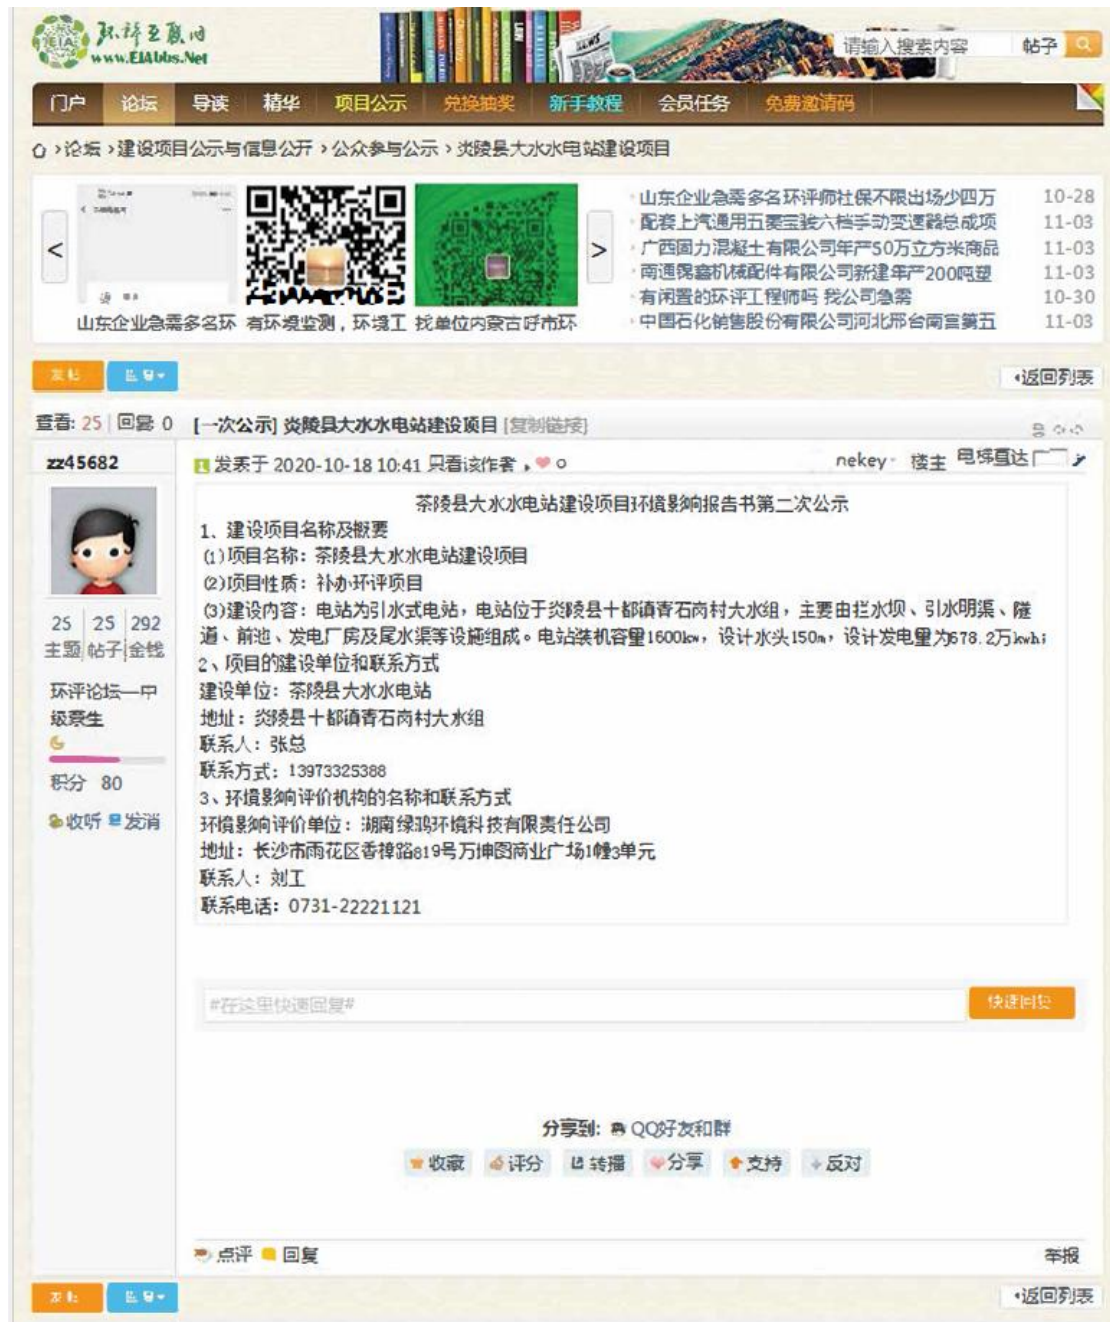 环评互联网
www.EIAbbs.Net
请输入搜索内容 帖子
门户 论坛 导读 精华 项目公示 兑换抽奖 新手教程 会员任务 免费邀请码
›论坛›建设项目公示与信息公开›公众参与公示›炎陵县大水水电站建设项目
山东企业急需多名环评师社保不限出场少四万 10-28
配套上汽通用五菱宝骏六档手动变速器总成项 11-03
广西固力混凝土有限公司年产50万立方米商品 11-03
南通锞鑫机械配件有限公司新建年产200吨塑 11-03
有闲置的环评工程师吗 我公司急需 10-30
中国石化销售股份有限公司河北邢台南宫第五 11-03
< >
山东企业急需多名环 有环境监测，环境工 找单位内蒙古呼市环
发帖
返回列表
查看: 25 回复: 0 [一次公示] 炎陵县大水水电站建设项目 [复制链接]
zz45682
发表于 2020-10-18 10:41 只看该作者 0 nekey 楼主 电梯直达
茶陵县大水水电站建设项目环境影响报告书第二次公示
1、建设项目名称及概要
(1)项目名称：茶陵县大水水电站建设项目
(2)项目性质：补办环评项目
(3)建设内容：电站为引水式电站，电站位于炎陵县十都镇青石岗村大水组，主要由拦水坝、引水明渠、隧
道、前池、发电厂房及尾水渠等设施组成。电站装机容量1600kw，设计水头150m，设计发电量为678.2万kwh；
2、项目的建设单位和联系方式
建设单位：茶陵县大水水电站
地址：炎陵县十都镇青石岗村大水组
联系人：张总
联系方式：13973325388
3、环境影响评价机构的名称和联系方式
环境影响评价单位：湖南绿鸿环境科技有限责任公司
地址：长沙市雨花区香樟路819号万坤图商业广场1幢3单元
联系人：刘工
联系电话：0731-22221121
25 25 292
主题 帖子 金钱
环评论坛—中
级察生
积分 80
收听 发消
#在这里快速回复# 快速回复
分享到: QQ好友和群
收藏 评分 转播 分享 支持 反对
点评 回复 举报
发帖
返回列表